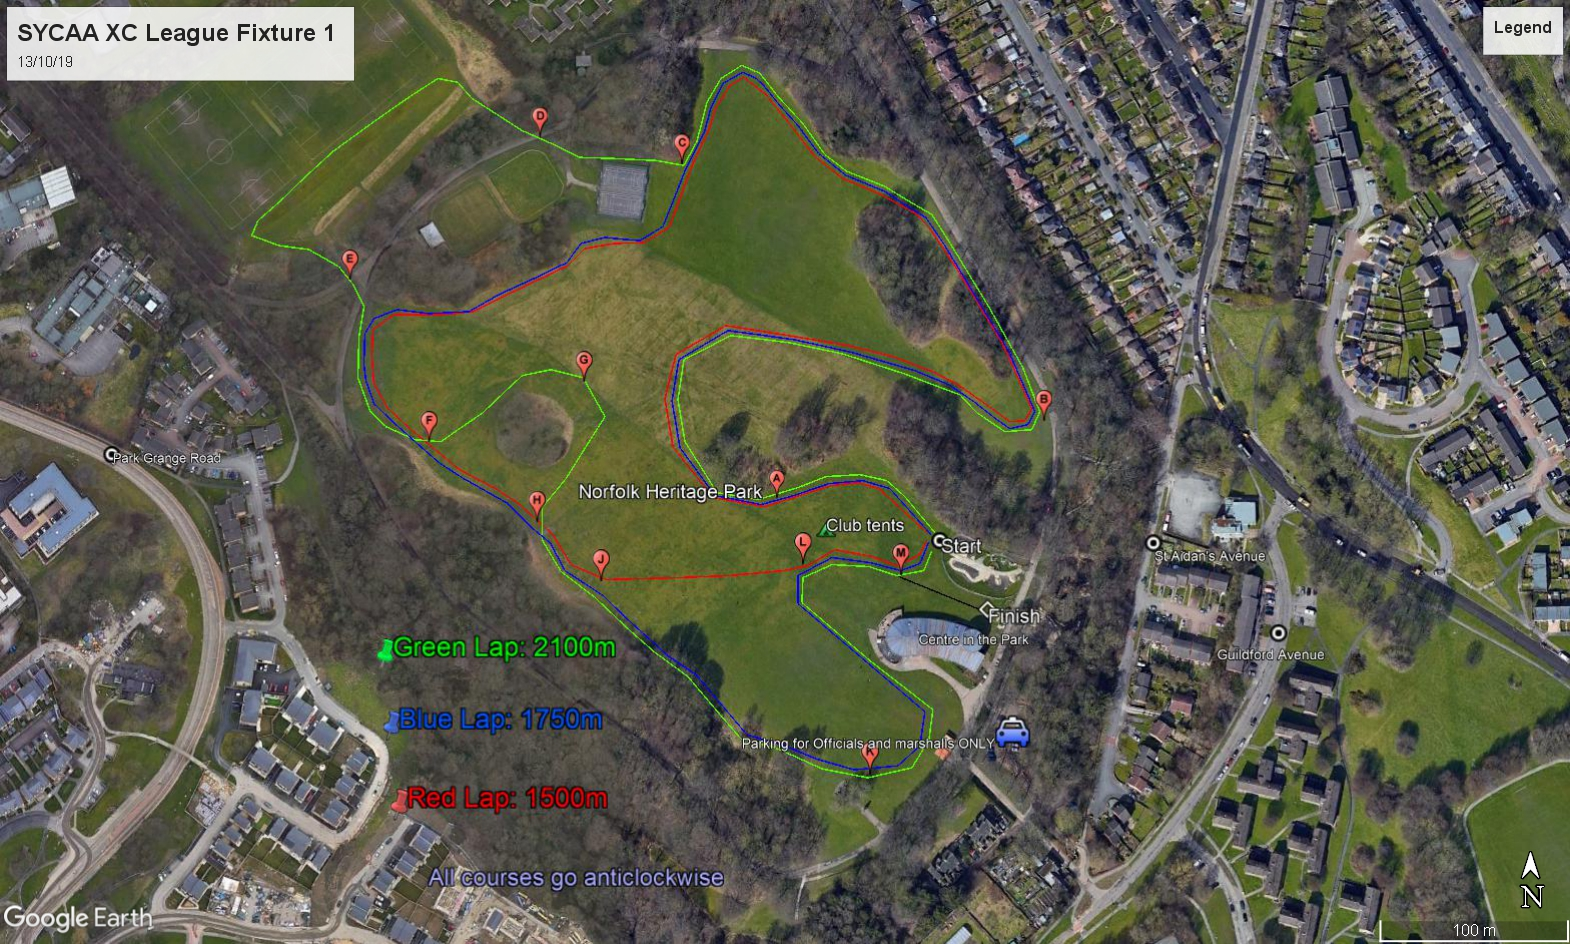 SYCAA XC League Fixture 1
13/10/19
Legend
D
C
E
G
B
F
Park Grange Road
A
H
Norfolk Heritage Park
Club tents
L
M
Start
J
St Aidan's Avenue
Finish
Centre in the Park
Green Lap: 2100m
Guildford Avenue
Blue Lap: 1750m
Parking for Officials and marshalls ONLY
K
Red Lap: 1500m
All courses go anticlockwise
N
Google Earth
100 m